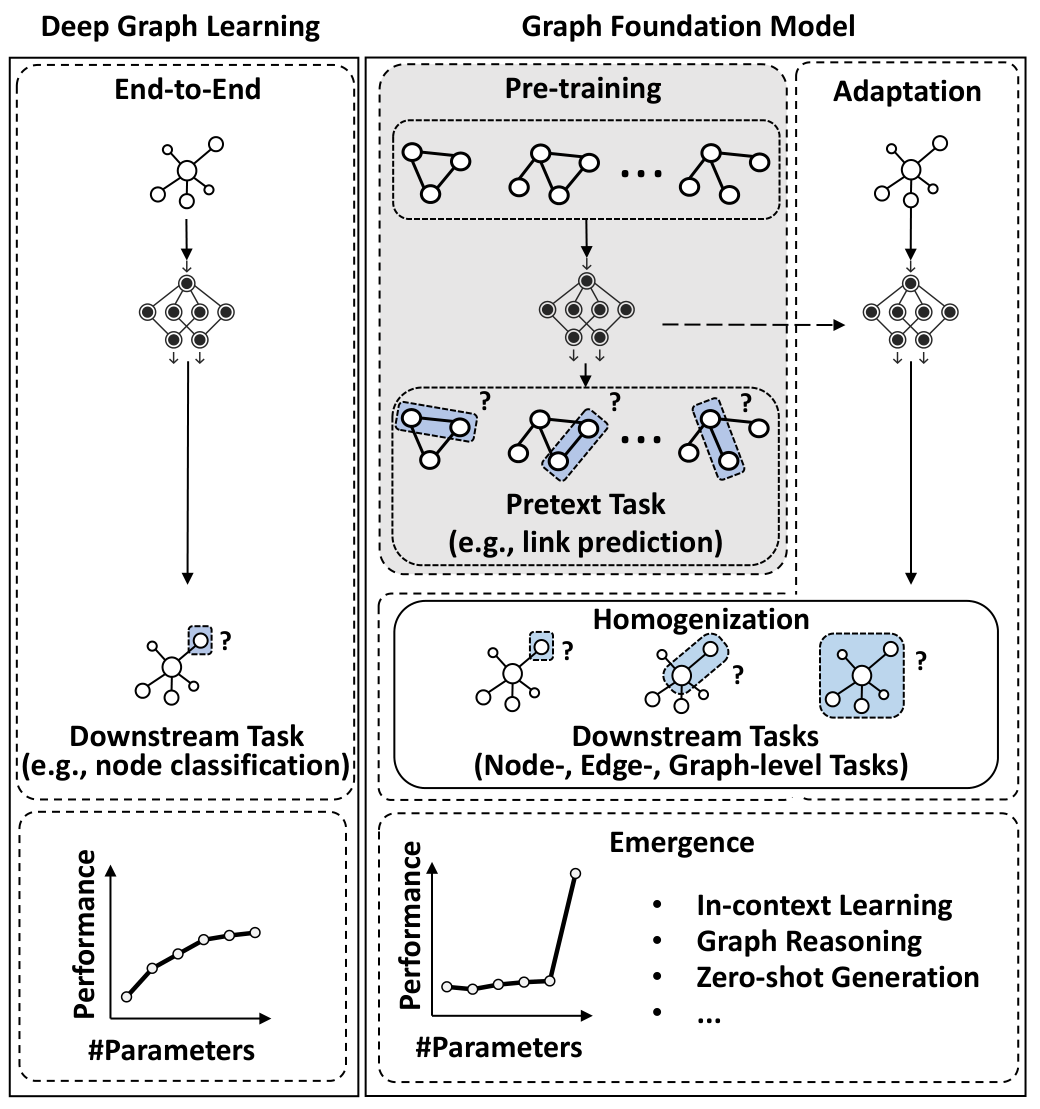 Deep Graph Learning
Graph Foundation Model
End-to-End
?
Downstream Task
(e.g., node classification)
Performance
#Parameters
Pre-training
...
?
?
...
?
Pretext Task
(e.g., link prediction)
Adaptation
Homogenization
?
?
?
Downstream Tasks
(Node-, Edge-, Graph-level Tasks)
Performance
#Parameters
Emergence
• In-context Learning
• Graph Reasoning
• Zero-shot Generation
• ...